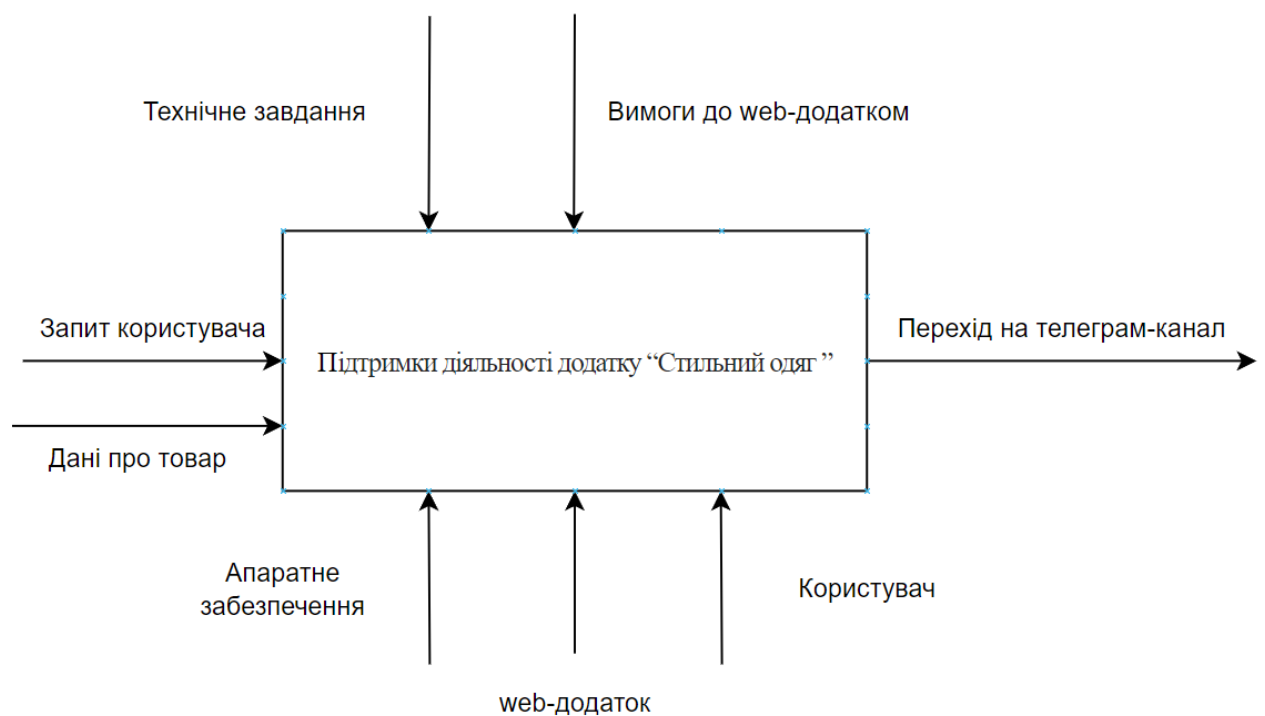 Технічне завдання
Вимоги до web-додатком
Запит користувача
Перехід на телеграм-канал
Підтримки діяльності додатку “Стильний одяг ”
Дані про товар
Апаратне
забезпечення
Користувач
web-додаток